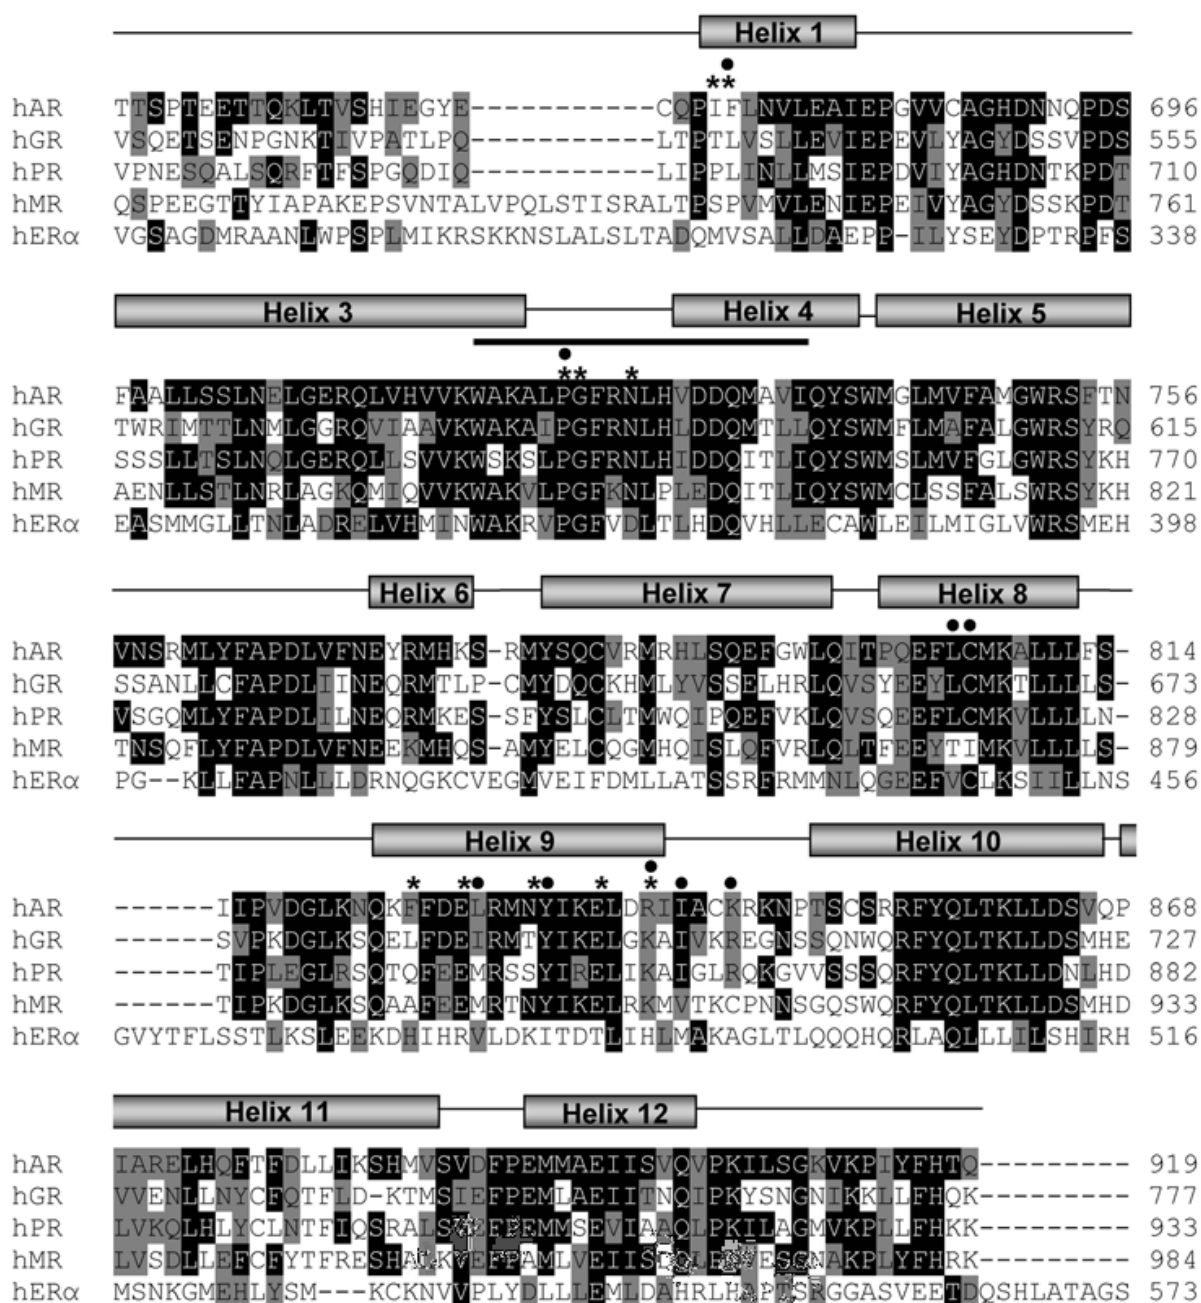 Helix 1
**
hAR TTSPTEETTQKLTVSHIEGYE-----------CQPIFLNVLEAIEPGVVCAGHDNNQPDS 696
hGR VSQETSENPGNKTIVPATLPQ-----------LTPTLVSLLEVIEPEVLYAGYDSSVPDS 555
hPR VPNESQALSQRFTFSPGQDIQ-----------LIPPLINLLMSIEPDVIYAGHDNTKPDT 710
hMR QSPEEGTTYIAPAKEPSVNTALVPQLSTISRALTPSPVMVLENIEPEIVYAGYDSSKPDT 761
hERα VGSAGDMRAANLWPSPLMIKRSKKNSLALSLTADQMVSALLDAEPP-ILYSEYDPTRPFS 338
Helix 3 Helix 4 Helix 5
** *
hAR FAALLSSLNELGERQLVHVVKWAKALPGFRNLHVDDQMAVIQYSWMGLMVFAMGWRSFTN 756
hGR TWRIMTTLNMLGGRQVIAAVKWAKAIPGFRNLHLDDQMTLLQYSWMFLMAFALGWRSYRQ 615
hPR SSSLLTSLNQLGERQLLSVVKWSKSLPGFRNLHIDDQITLIQYSWMSLMVFGLGWRSYKH 770
hMR AENLLSTLNRLAGKQMIQVVKWAKVLPGFKNLPLEDQITLIQYSWMCLSSFALSWRSYKH 821
hERα EASMMGLLTNLADRELVHMINWAKRVPGFVDLTLHDQVHLLECAWLEILMIGLVWRSMEH 398
Helix 6 Helix 7 Helix 8
hAR VNSRMLYFAPDLVFNEYRMHKS-RMYSQCVRMRHLSQEFGWLQITPQEFLCMKALLLFS- 814
hGR SSANLLCFAPDLIINEQRMTLP-CMYDQCKHMLYVSSELHRLQVSYEEYLCMKTLLLLS- 673
hPR VSGQMLYFAPDLILNEQRMKES-SFYSLCLTMWQIPQEFVKLQVSQEEFLCMKVLLLLN- 828
hMR TNSQFLYFAPDLVFNEEKMHQS-AMYELCQGMHQISLQFVRLQLTFEEYTIMKVLLLLS- 879
hERα PG--KLLFAPNLLLDRNQGKCVEGMVEIFDMLLATSSRFRMMNLQGEEFVCLKSIILLNS 456
Helix 9 Helix 10
* * * * *
hAR ------IIPVDGLKNQKFFDELRMNYIKELDRIIACKRKNPTSCSRRFYQLTKLLDSVQP 868
hGR ------SVPKDGLKSQELFDEIRMTYIKELGKAIVKREGNSSQNWQRFYQLTKLLDSMHE 727
hPR ------TIPLEGLRSQTQFEEMRSSYIRELIKAIGLRQKGVVSSSQRFYQLTKLLDNLHD 882
hMR ------TIPKDGLKSQAAFEEMRTNYIKELRKMVTKCPNNSGQSWQRFYQLTKLLDSMHD 933
hERα GVYTFLSSTLKSLEEKDHIHRVLDKITDTLIHLMAKAGLTLQQQHQRLAQLLLILSHIRH 516
Helix 11 Helix 12
hAR IARELHQFTFDLLIKSHMVSVDFPEMMAEIISVQVPKILSGKVKPIYFHTQ--------- 919
hGR VVENLLNYCFQTFLD-KTMSIEFPEMLAEIITNQIPKYSNGNIKKLLFHQK--------- 777
hPR LVKQLHLYCLNTFIQSRALSVEFPEMMSEVIAAQLPKILAGMVKPLLFHKK--------- 933
hMR LVSDLLEFCFYTFRESHALKVEFPAMLVEIISDQLPKVESGNAKPLYFHRK--------- 984
hERα MSNKGMEHLYSM---KCKNVVPLYDLLLEMLDAHRLHAPTSRGGASVEETDQSHLATAGS 573